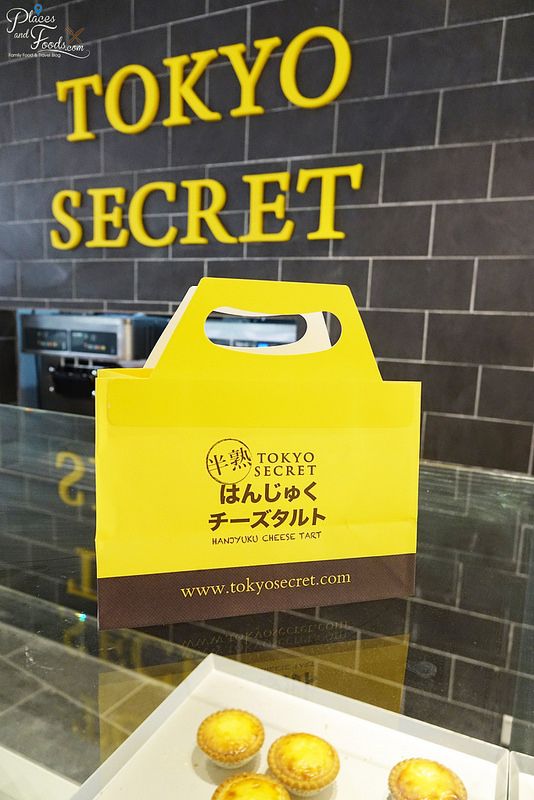 Places
and
Foods.com
Family Food & Travel Blog
TOKYO
SECRET
半熟
TOKYO
SECRET
はんじゅく
チーズタルト
HANJYUKU CHEESE TART
www.tokyosecret.com